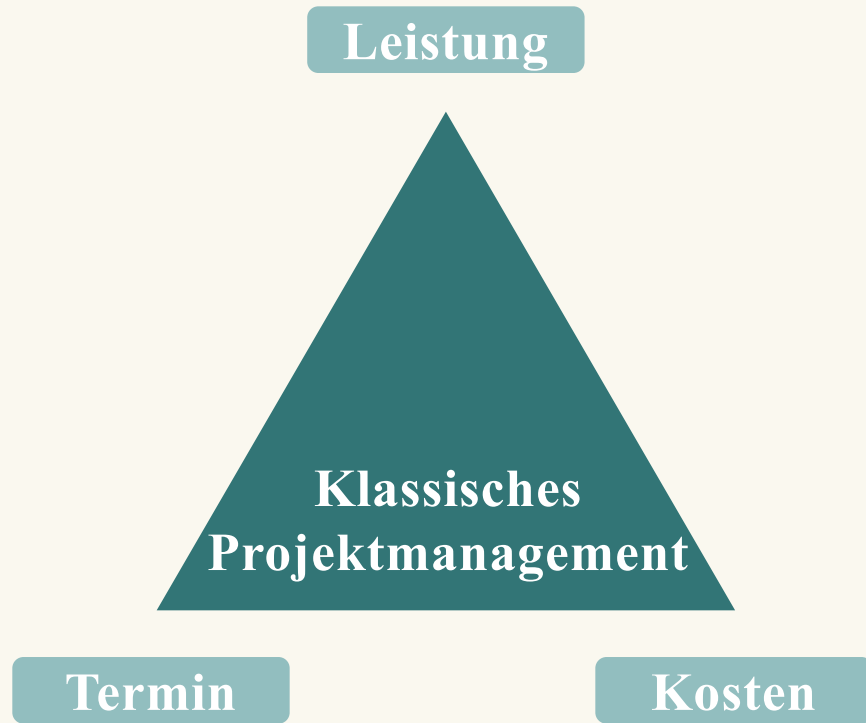 Leistung
Klassisches
Projektmanagement
Termin
Kosten